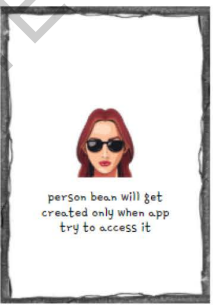 person bean will get
created only when app
try to access it